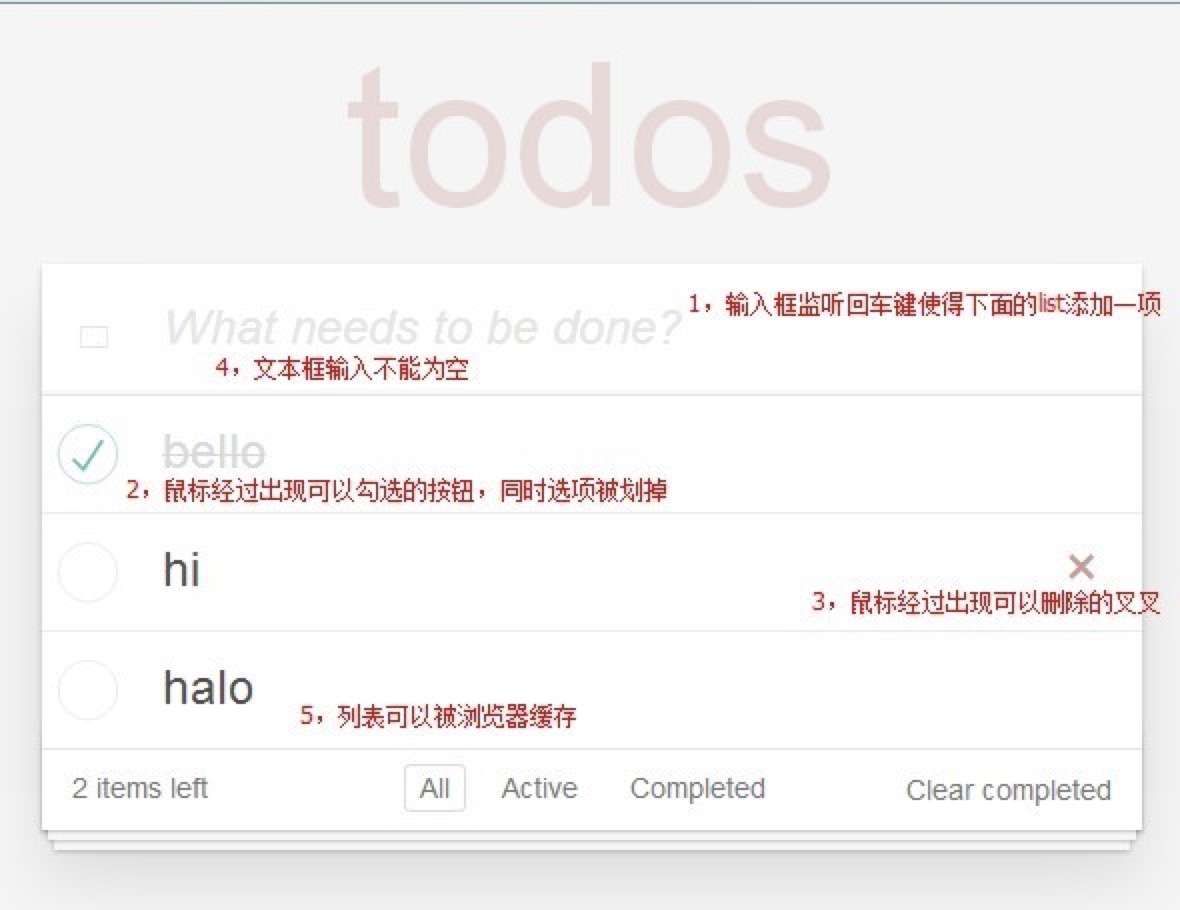 todos
1，输入框监听回车键使得下面的list添加一项
What needs to be done?
4，文本框输入不能为空
bello
2，鼠标经过出现可以勾选的按钮，同时选项被划掉
hi
3，鼠标经过出现可以删除的叉叉
halo
5，列表可以被浏览器缓存
2 items left All Active Completed Clear completed